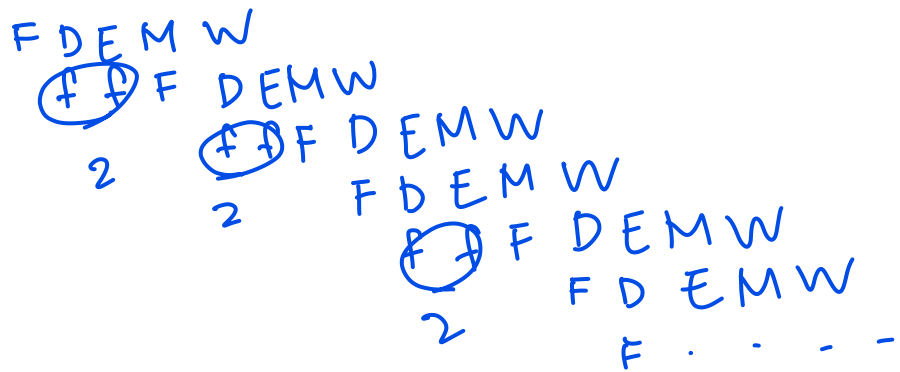 F D E M W
f f F D E M W
2 f f F D E M W
2 F D E M W
f f F D E M W
2 F D E M W
F . . . -